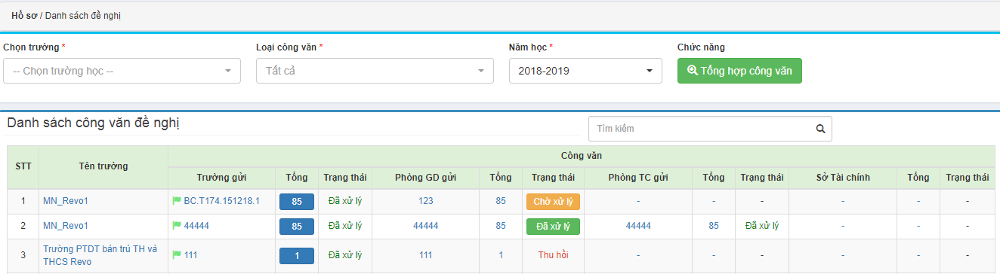 Hồ sơ / Danh sách đề nghị
Chọn trường * Loại công văn * Năm học * Chức năng
-- Chọn trường học -- Tất cả 2018-2019 Tổng hợp công văn
Danh sách công văn đề nghị Tìm kiếm
STT Tên trường Công văn
Trường gửi Tổng Trạng thái Phòng GD gửi Tổng Trạng thái Phòng TC gửi Tổng Trạng thái Sở Tài chính Tổng Trạng thái
1 MN_Revo1 BC.T174.151218.1 85 Đã xử lý 123 85 Chờ xử lý - - - - - -
2 MN_Revo1 44444 85 Đã xử lý 44444 85 Đã xử lý 44444 85 Đã xử lý - - -
3 Trường PTDT bán trú TH và
THCS Revo 111 1 Đã xử lý 111 1 Thu hồi - - - - - -